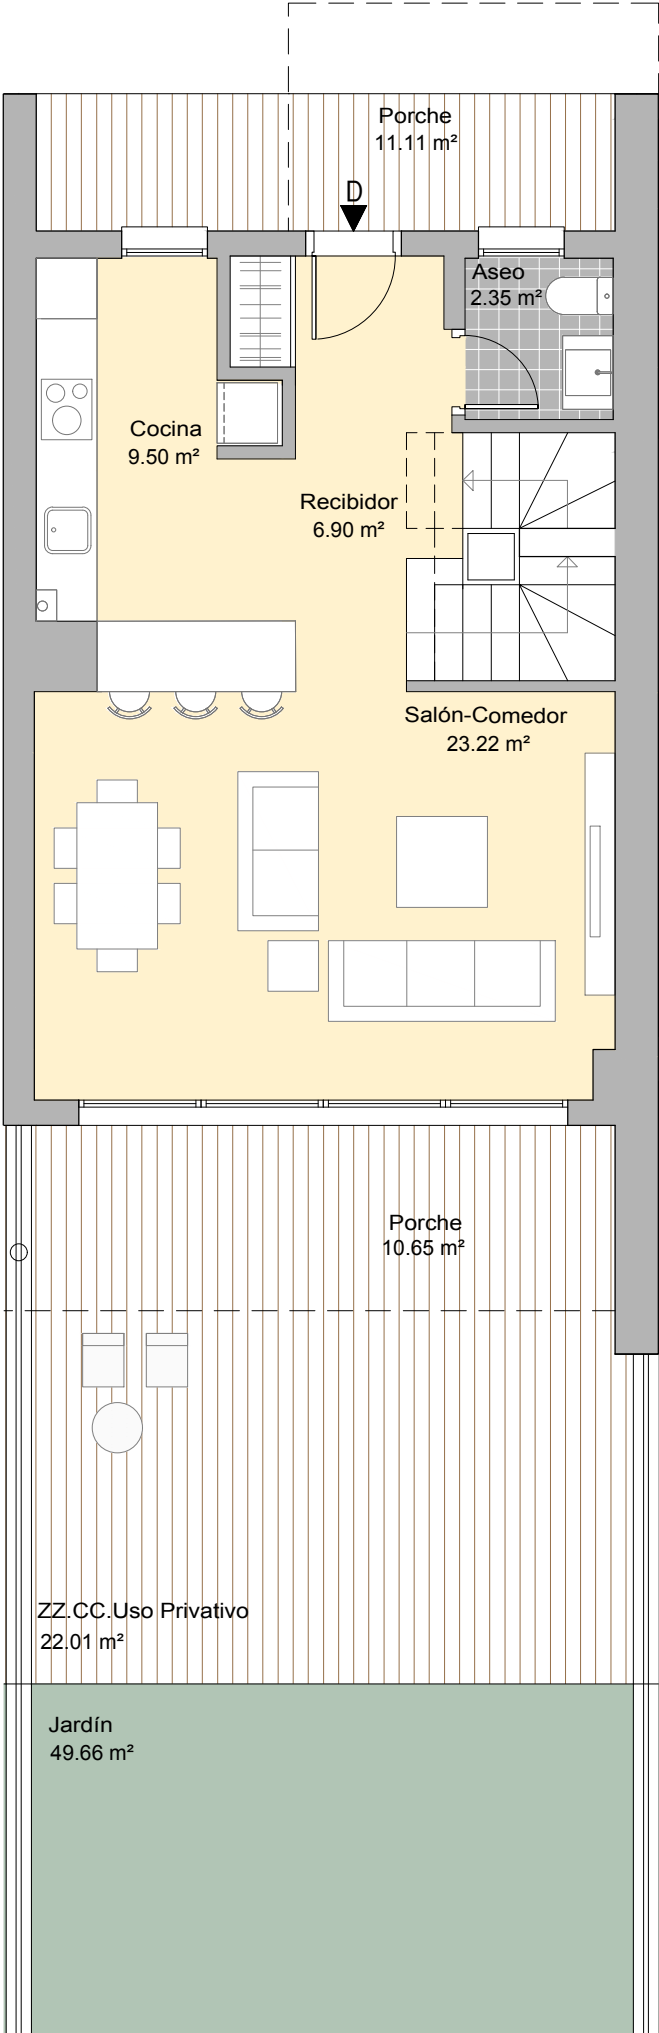 Porche
11.11 m²
D
Aseo
2.35 m²
Cocina
9.50 m²
Recibidor
6.90 m²
Salón-Comedor
23.22 m²
Porche
10.65 m²
ZZ.CC.Uso Privativo
22.01 m²
Jardín
49.66 m²